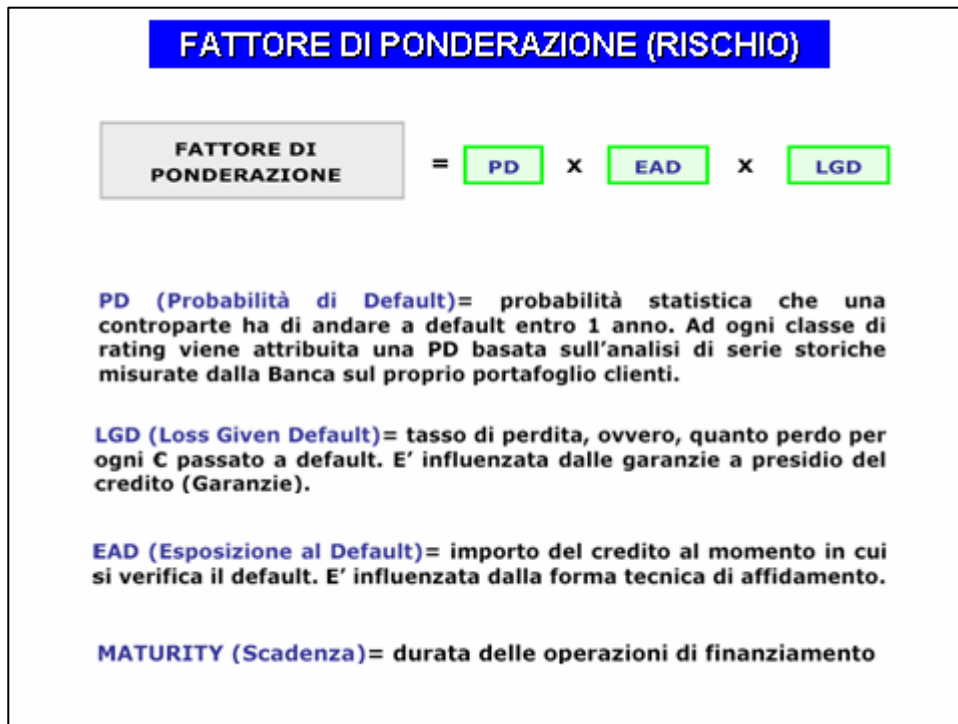 FATTORE DI PONDERAZIONE (RISCHIO)
FATTORE DI
PONDERAZIONE
= PD x EAD x LGD
PD (Probabilità di Default)= probabilità statistica che una
controparte ha di andare a default entro 1 anno. Ad ogni classe di
rating viene attribuita una PD basata sull'analisi di serie storiche
misurate dalla Banca sul proprio portafoglio clienti.
LGD (Loss Given Default)= tasso di perdita, ovvero, quanto perdo per
ogni € passato a default. E' influenzata dalle garanzie a presidio del
credito (Garanzie).
EAD (Esposizione al Default)= importo del credito al momento in cui
si verifica il default. E' influenzata dalla forma tecnica di affidamento.
MATURITY (Scadenza)= durata delle operazioni di finanziamento